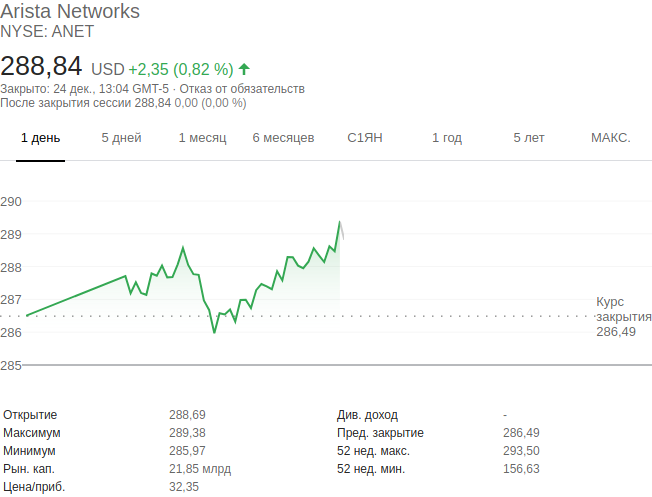 Arista Networks
NYSE: ANET
288,84 USD +2,35 (0,82 %)
Закрыто: 24 дек., 13:04 GMT-5 · Отказ от обязательств
После закрытия сессии 288,84 0,00 (0,00 %)
1 день 5 дней 1 месяц 6 месяцев С1ЯН 1 год 5 лет МАКС.
290
289
288
287
286
285
Курс
закрытия
286,49
Открытие 288,69 Див. доход -
Максимум 289,38 Пред. закрытие 286,49
Минимум 285,97 52 нед. макс. 293,50
Рын. кап. 21,85 млрд 52 нед. мин. 156,63
Цена/приб. 32,35